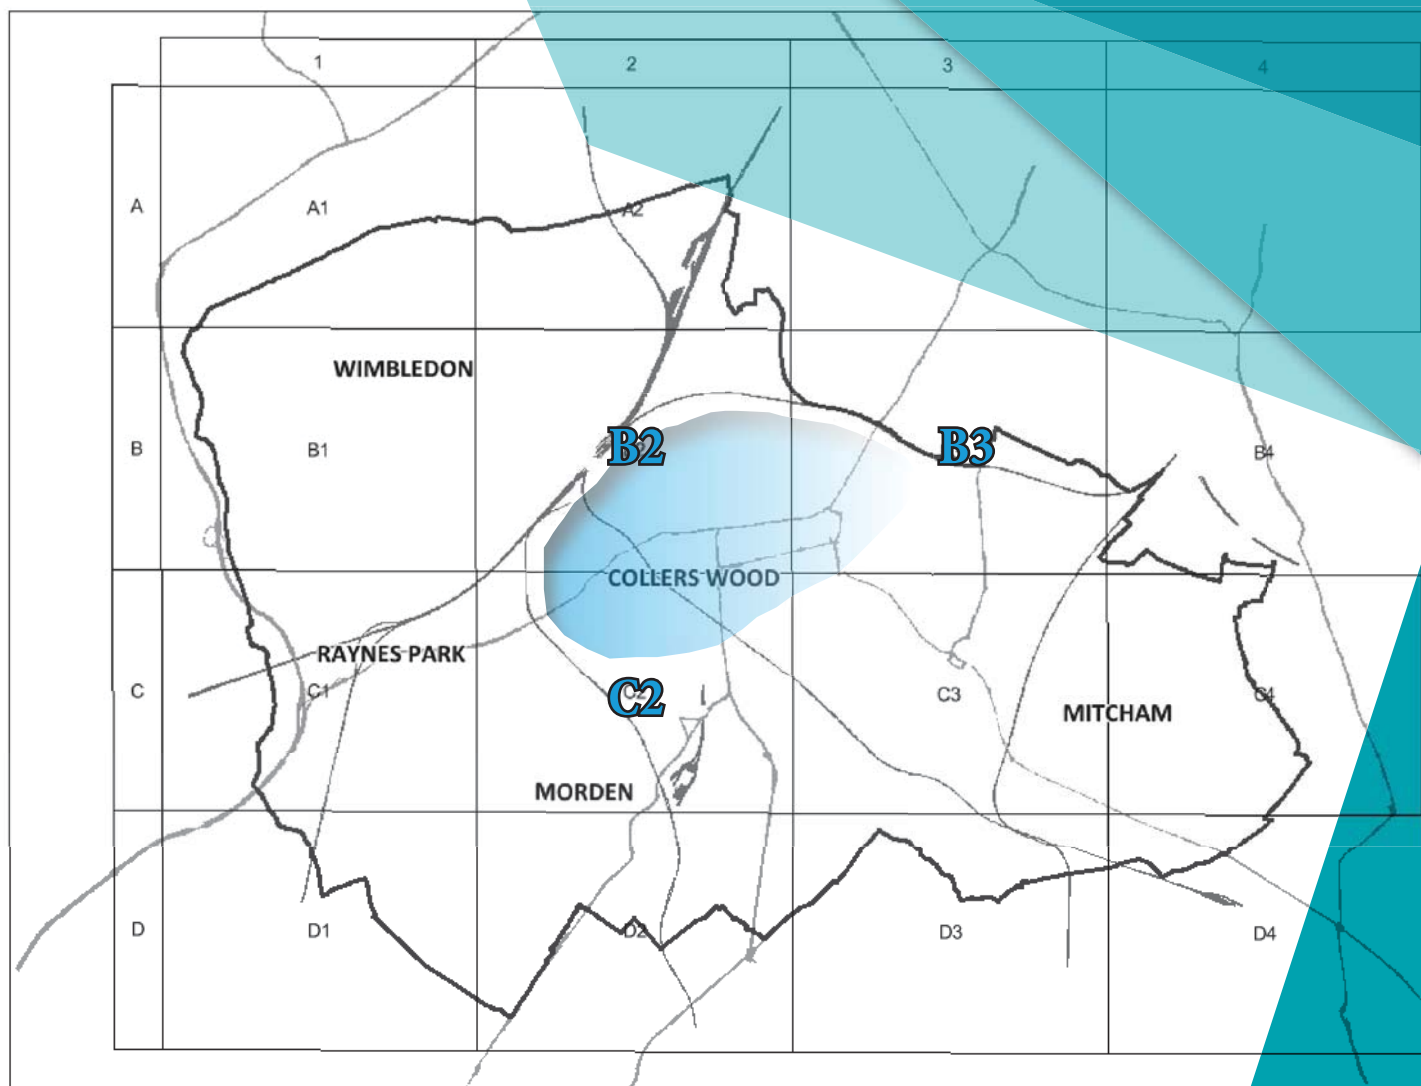 1 2 3 4
A A1 A2
WIMBLEDON
B B1 B2 B3 B4
COLLERS WOOD
RAYNES PARK
C C1 C2 C2 C3 C4
MITCHAM
MORDEN
D D1 D2 D3 D4